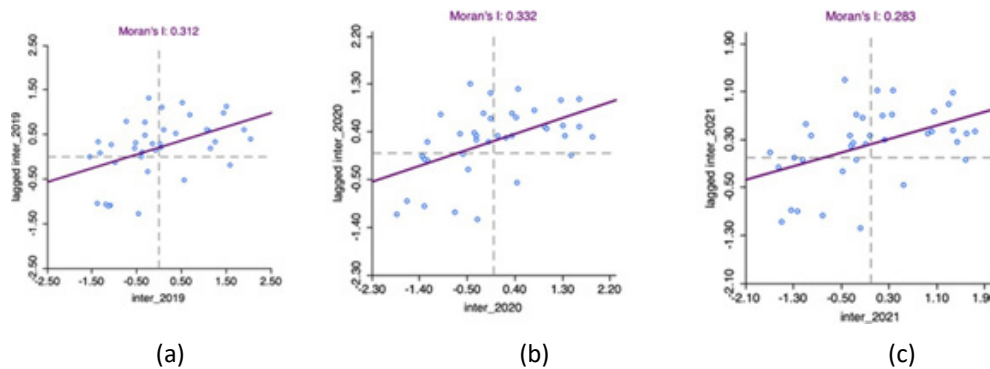 Moran's I: 0.312
2.50
1.50
0.50
-0.50
-1.50
-2.50
lagged inter_2019
-2.50 -1.50 -0.50 0.50 1.50 2.50
inter_2019
(a)
Moran's I: 0.332
2.20
1.30
0.40
-0.50
-1.40
-2.30
lagged inter_2020
-2.30 -1.40 -0.50 0.40 1.30 2.20
inter_2020
(b)
Moran's I: 0.283
1.90
1.10
0.30
-0.50
-1.30
-2.10
lagged inter_2021
-2.10 -1.30 -0.50 0.30 1.10 1.90
inter_2021
(c)